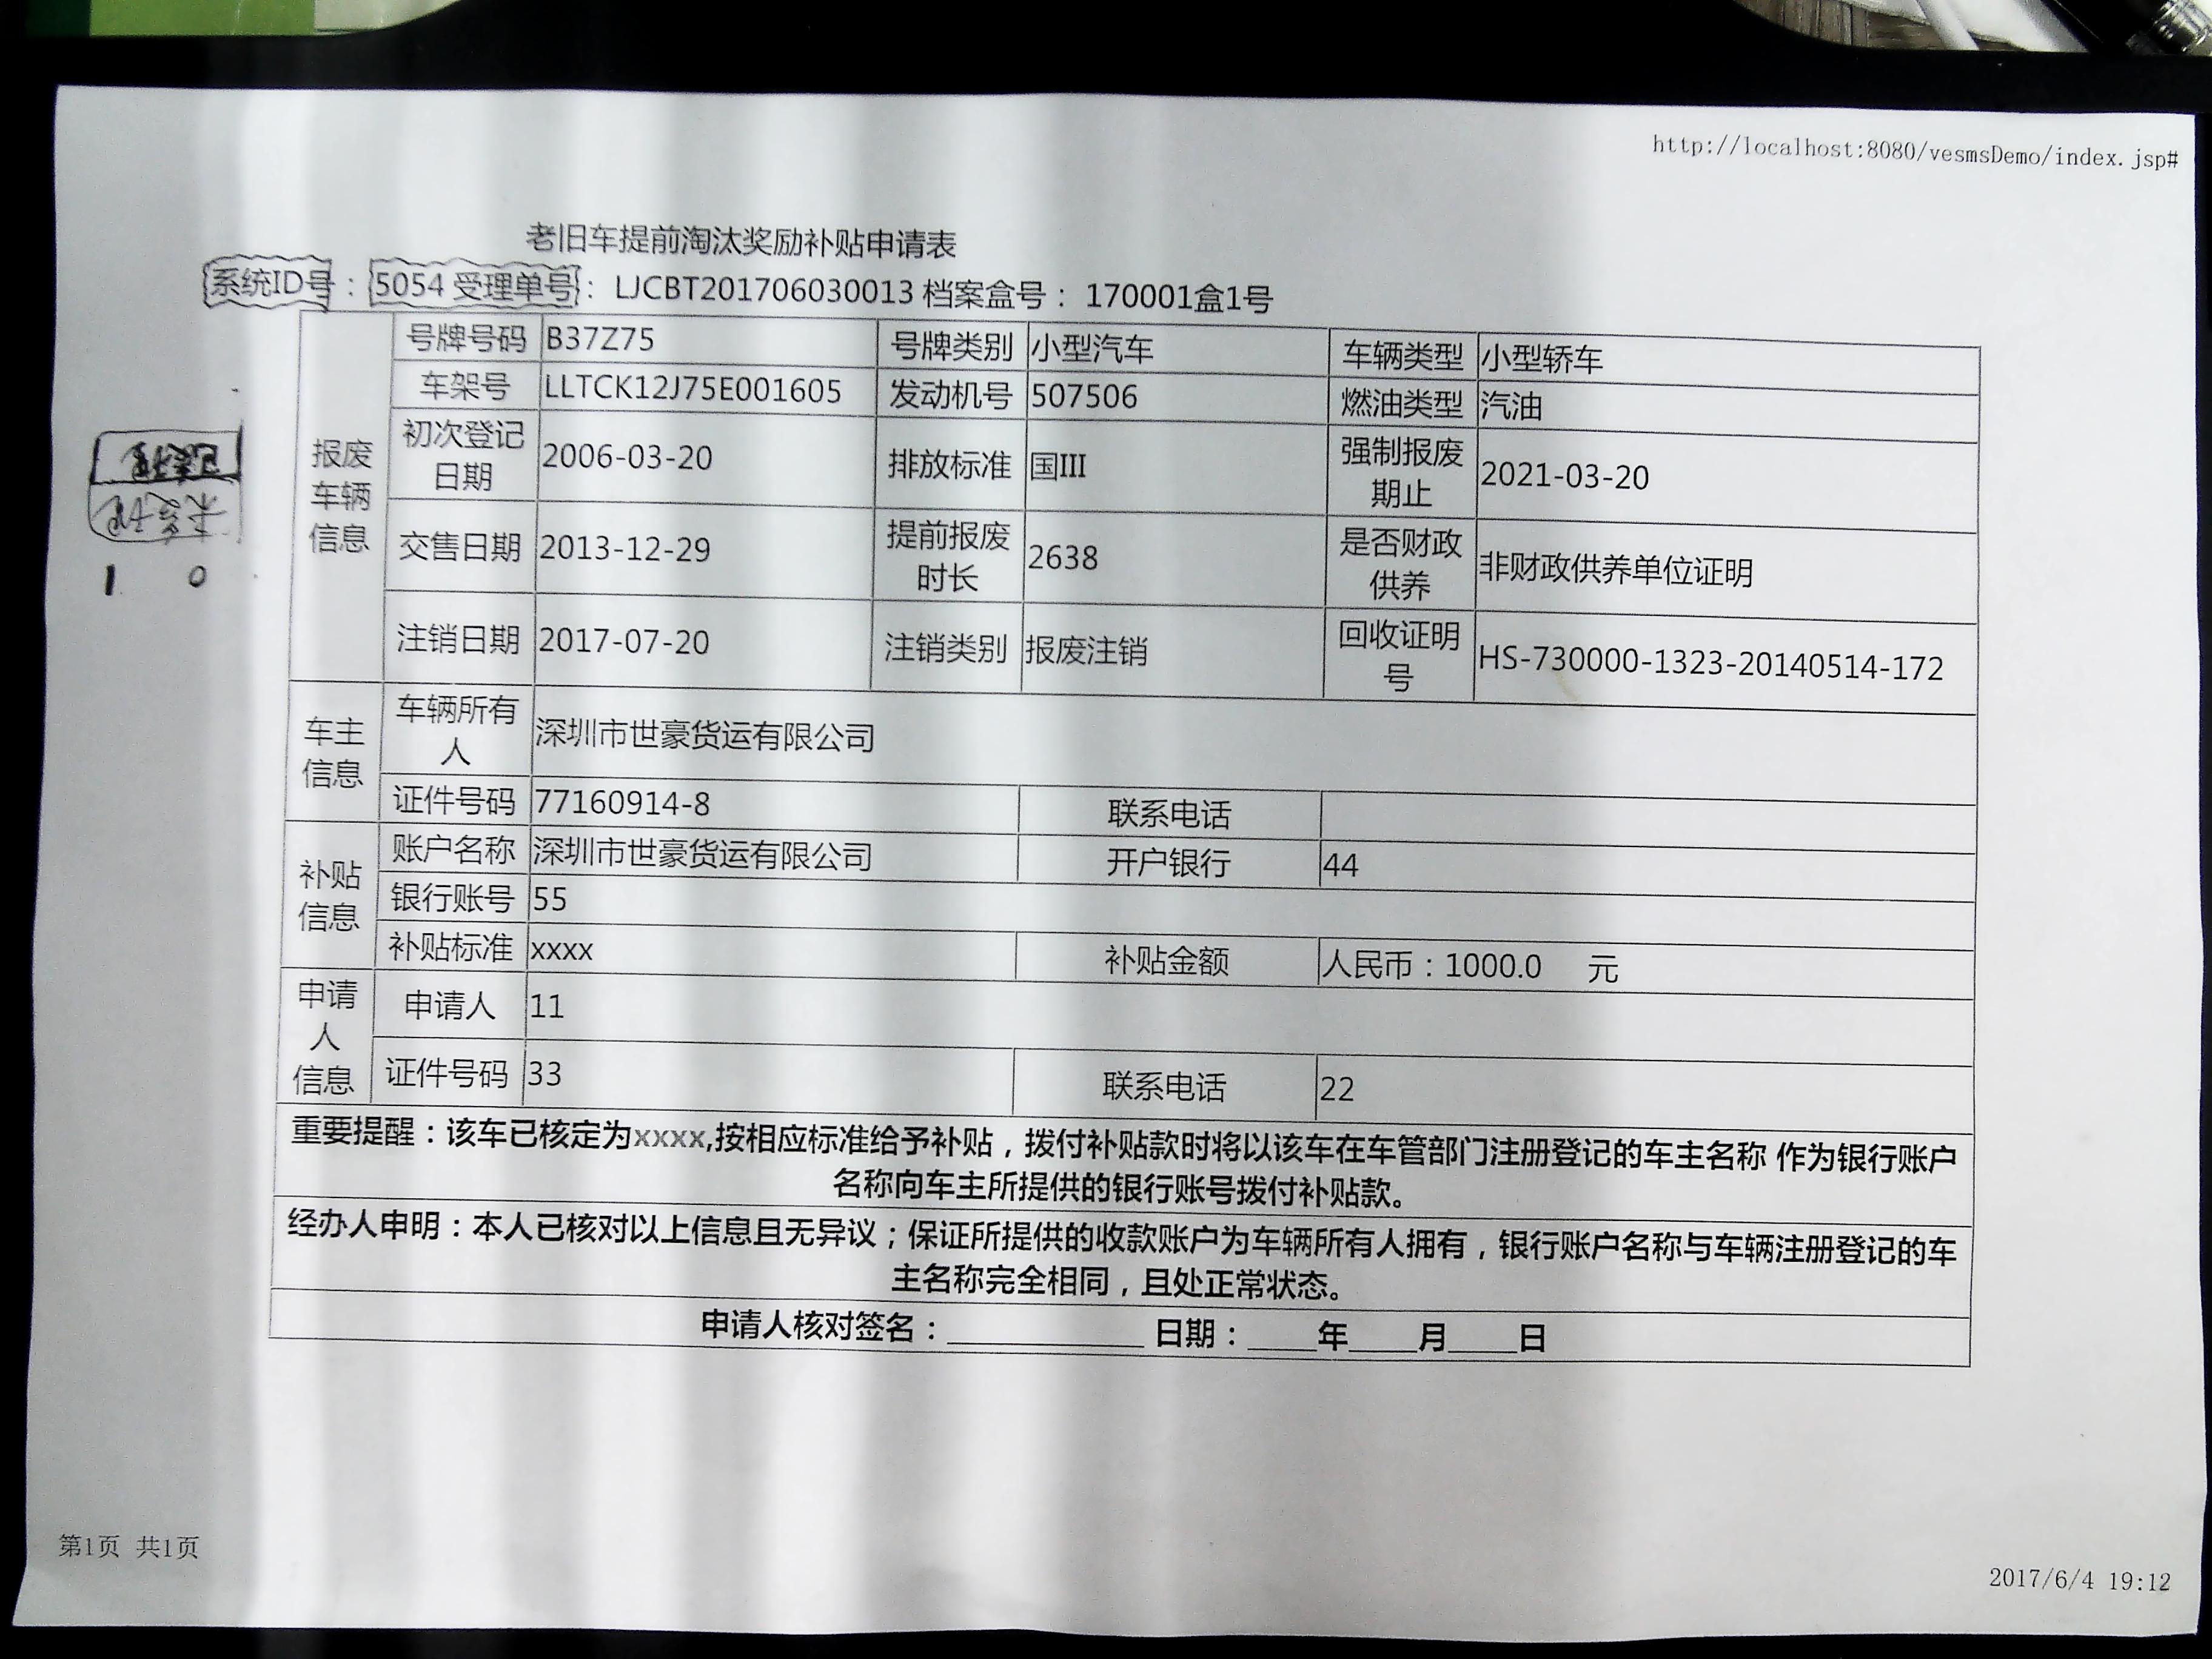 http://localhost:8080/vesmsDemo/index.jsp#
老旧车提前淘汰奖励补贴申请表
系统ID号：5054 受理单号：LJCBT201706030013 档案盒号：170001盒1号
报废车辆信息
号牌号码 B37Z75 号牌类别 小型汽车 车辆类型 小型轿车
车架号 LLTCK12J75E001605 发动机号 507506 燃油类型 汽油
初次登记日期 2006-03-20 排放标准 国III 强制报废期止 2021-03-20
交售日期 2013-12-29 提前报废时长 2638 是否财政供养 非财政供养单位证明
注销日期 2017-07-20 注销类别 报废注销 回收证明号 HS-730000-1323-20140514-172
车主信息
车辆所有人 深圳市世豪货运有限公司
证件号码 77160914-8 联系电话
补贴信息
账户名称 深圳市世豪货运有限公司 开户银行 44
银行账号 55
补贴标准 xxxx 补贴金额 人民币：1000.0 元
申请人信息
申请人 11
证件号码 33 联系电话 22
重要提醒：该车已核定为xxxx,按相应标准给予补贴，拨付补贴款时将以该车在车管部门注册登记的车主名称 作为银行账户
名称向车主所提供的银行账号拨付补贴款。
经办人申明：本人已核对以上信息且无异议；保证所提供的收款账户为车辆所有人拥有，银行账户名称与车辆注册登记的车
主名称完全相同，且处正常状态。
申请人核对签名：____________ 日期：____年____月____日
1 0
第1页 共1页
2017/6/4 19:12